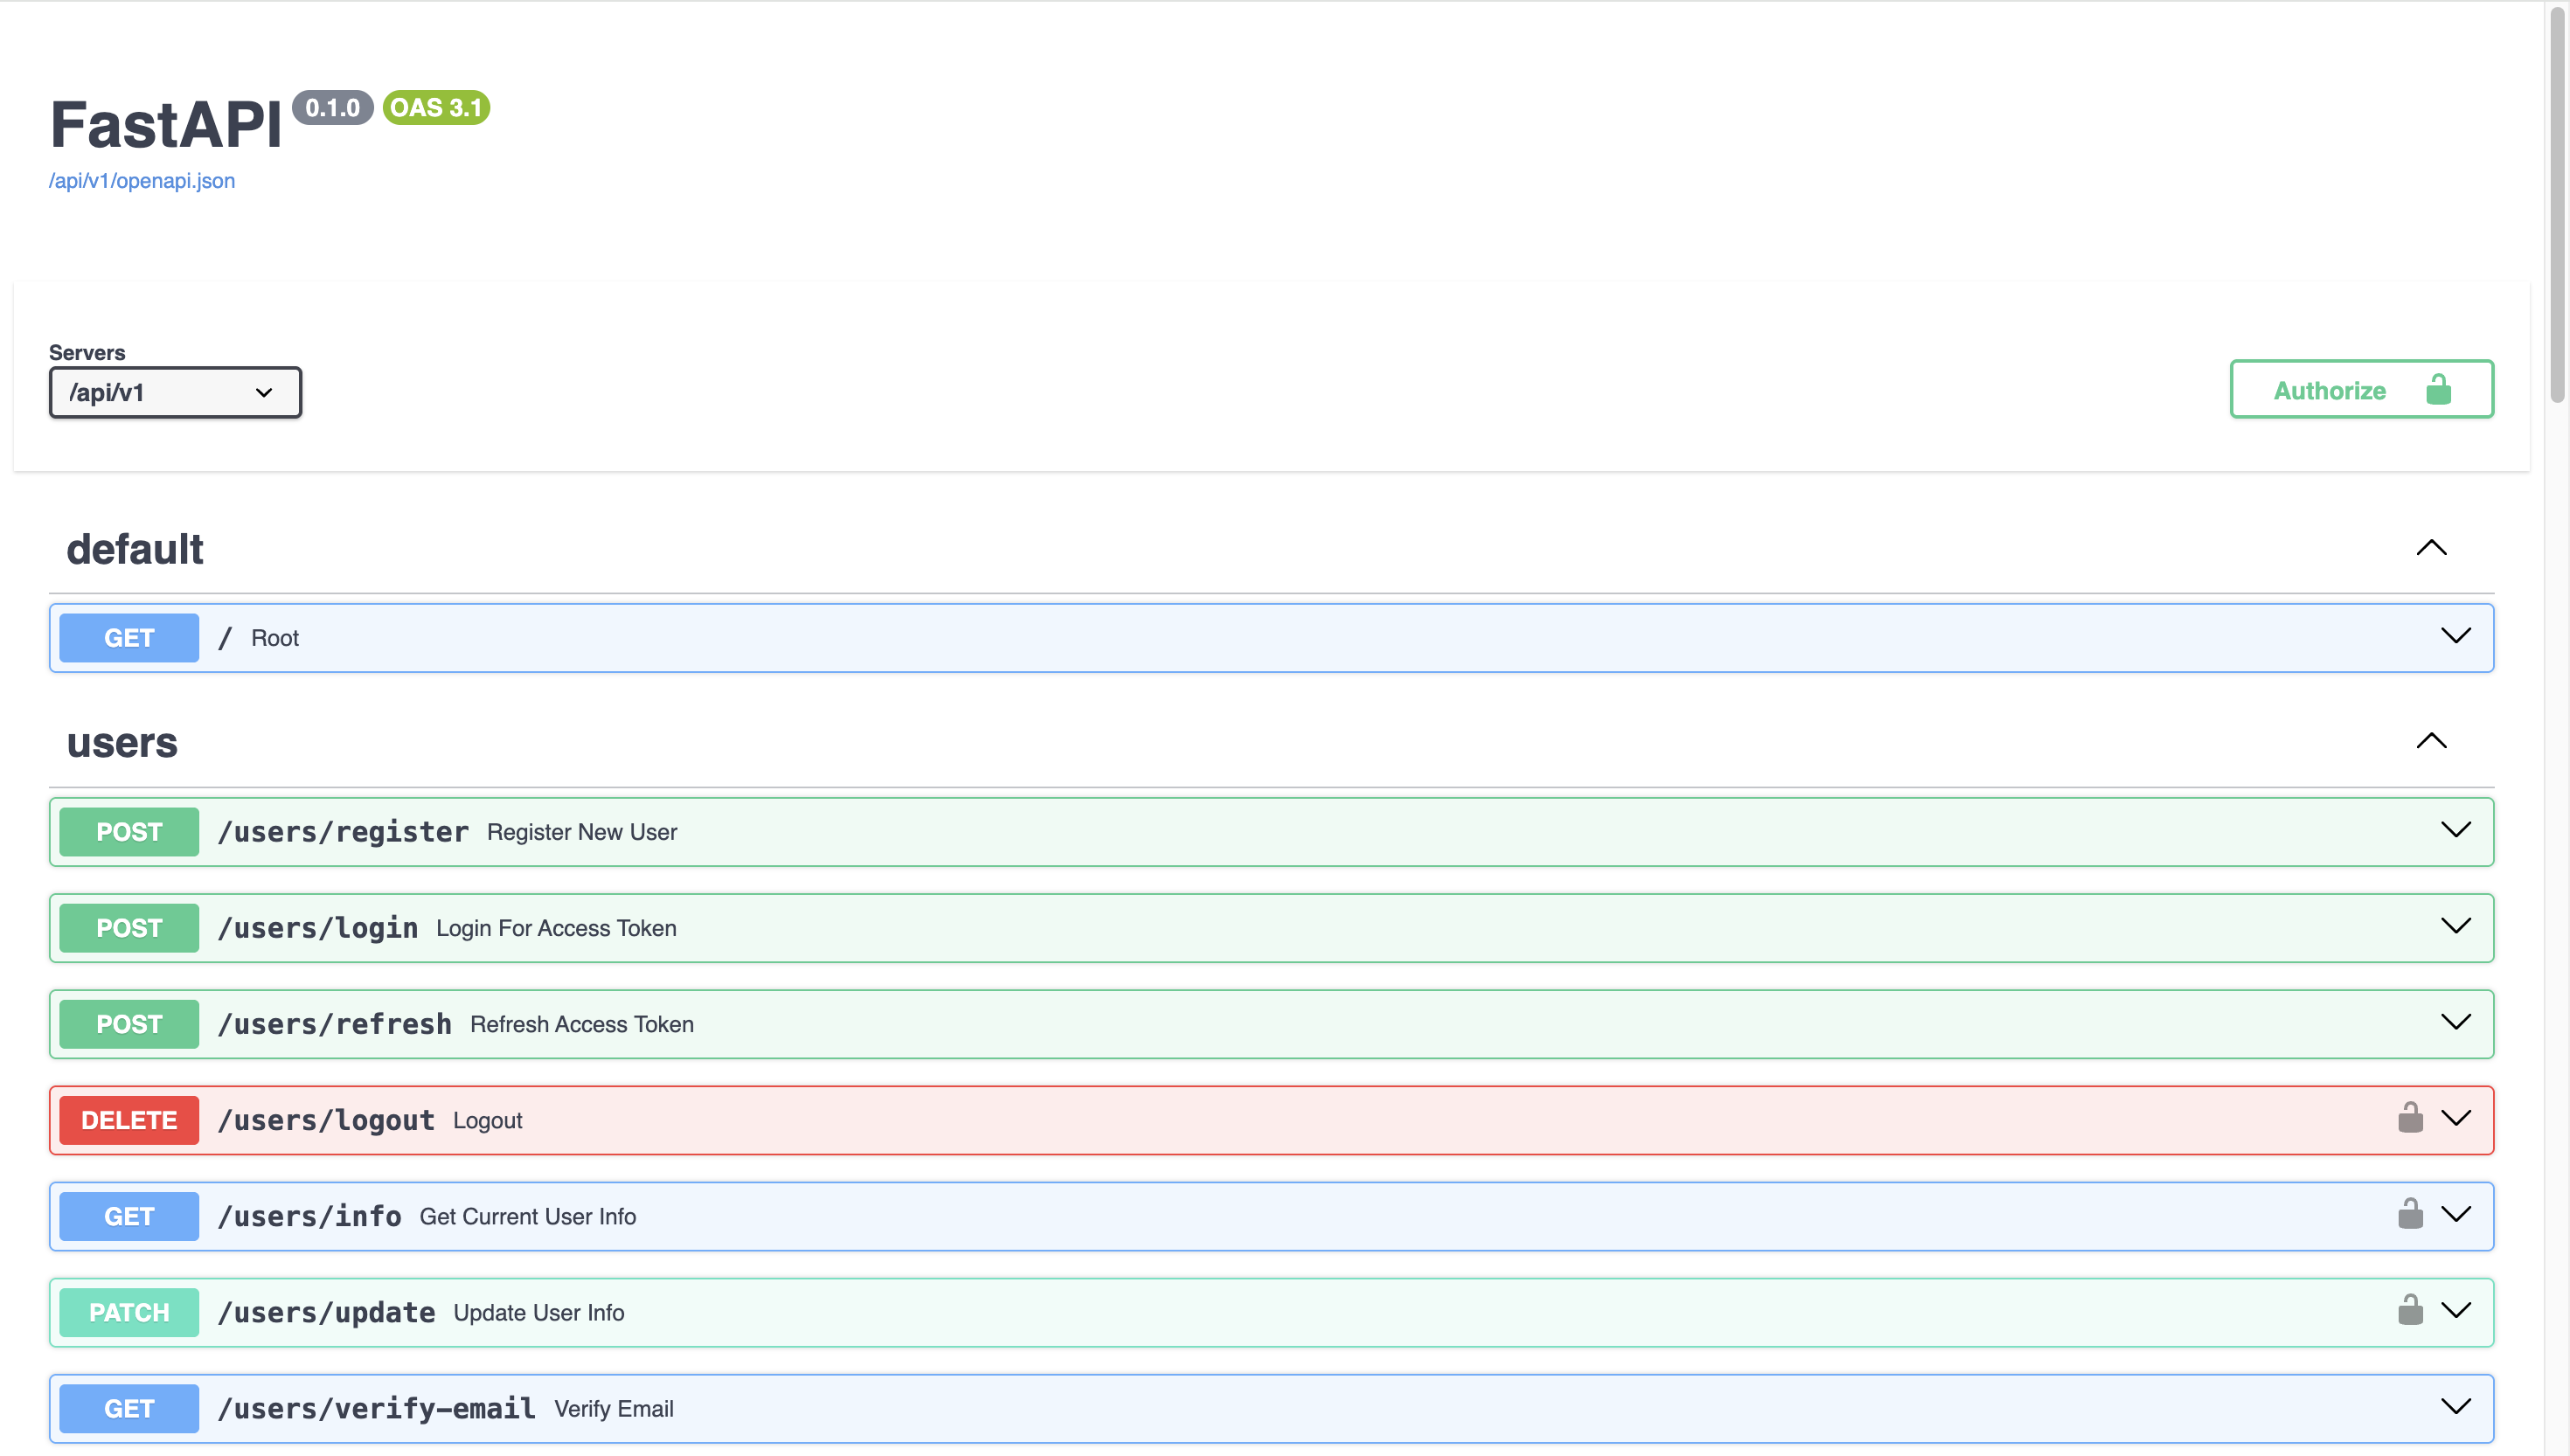 FastAPI 0.1.0 OAS 3.1
/api/v1/openapi.json
Servers
/api/v1
Authorize
default
GET / Root
users
POST /users/register Register New User
POST /users/login Login For Access Token
POST /users/refresh Refresh Access Token
DELETE /users/logout Logout
GET /users/info Get Current User Info
PATCH /users/update Update User Info
GET /users/verify-email Verify Email